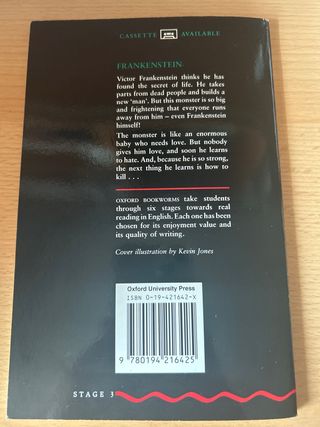 CASSETTE AVAILABLE
FRANKENSTEIN
Victor Frankenstein thinks he has
found the secret of life. He takes
parts from dead people and builds a
new 'man'. But this monster is so big
and frightening that everyone runs
away from him – even Frankenstein
himself!
The monster is like an enormous
baby who needs love. But nobody
gives him love, and soon he learns
to hate. And, because he is so strong,
the next thing he learns is how to
kill . . .
OXFORD BOOKWORMS take students
through six stages towards real
reading in English. Each one has been
chosen for its enjoyment value and
its quality of writing.
Cover illustration by Kevin Jones
Oxford University Press
ISBN 0-19-421642-X
9 780194 216425
STAGE 3